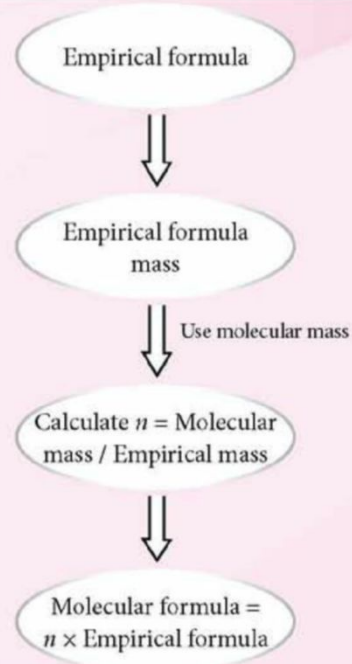 Empirical formula
Empirical formula
mass
Use molecular mass
Calculate n = Molecular
mass / Empirical mass
Molecular formula =
n × Empirical formula